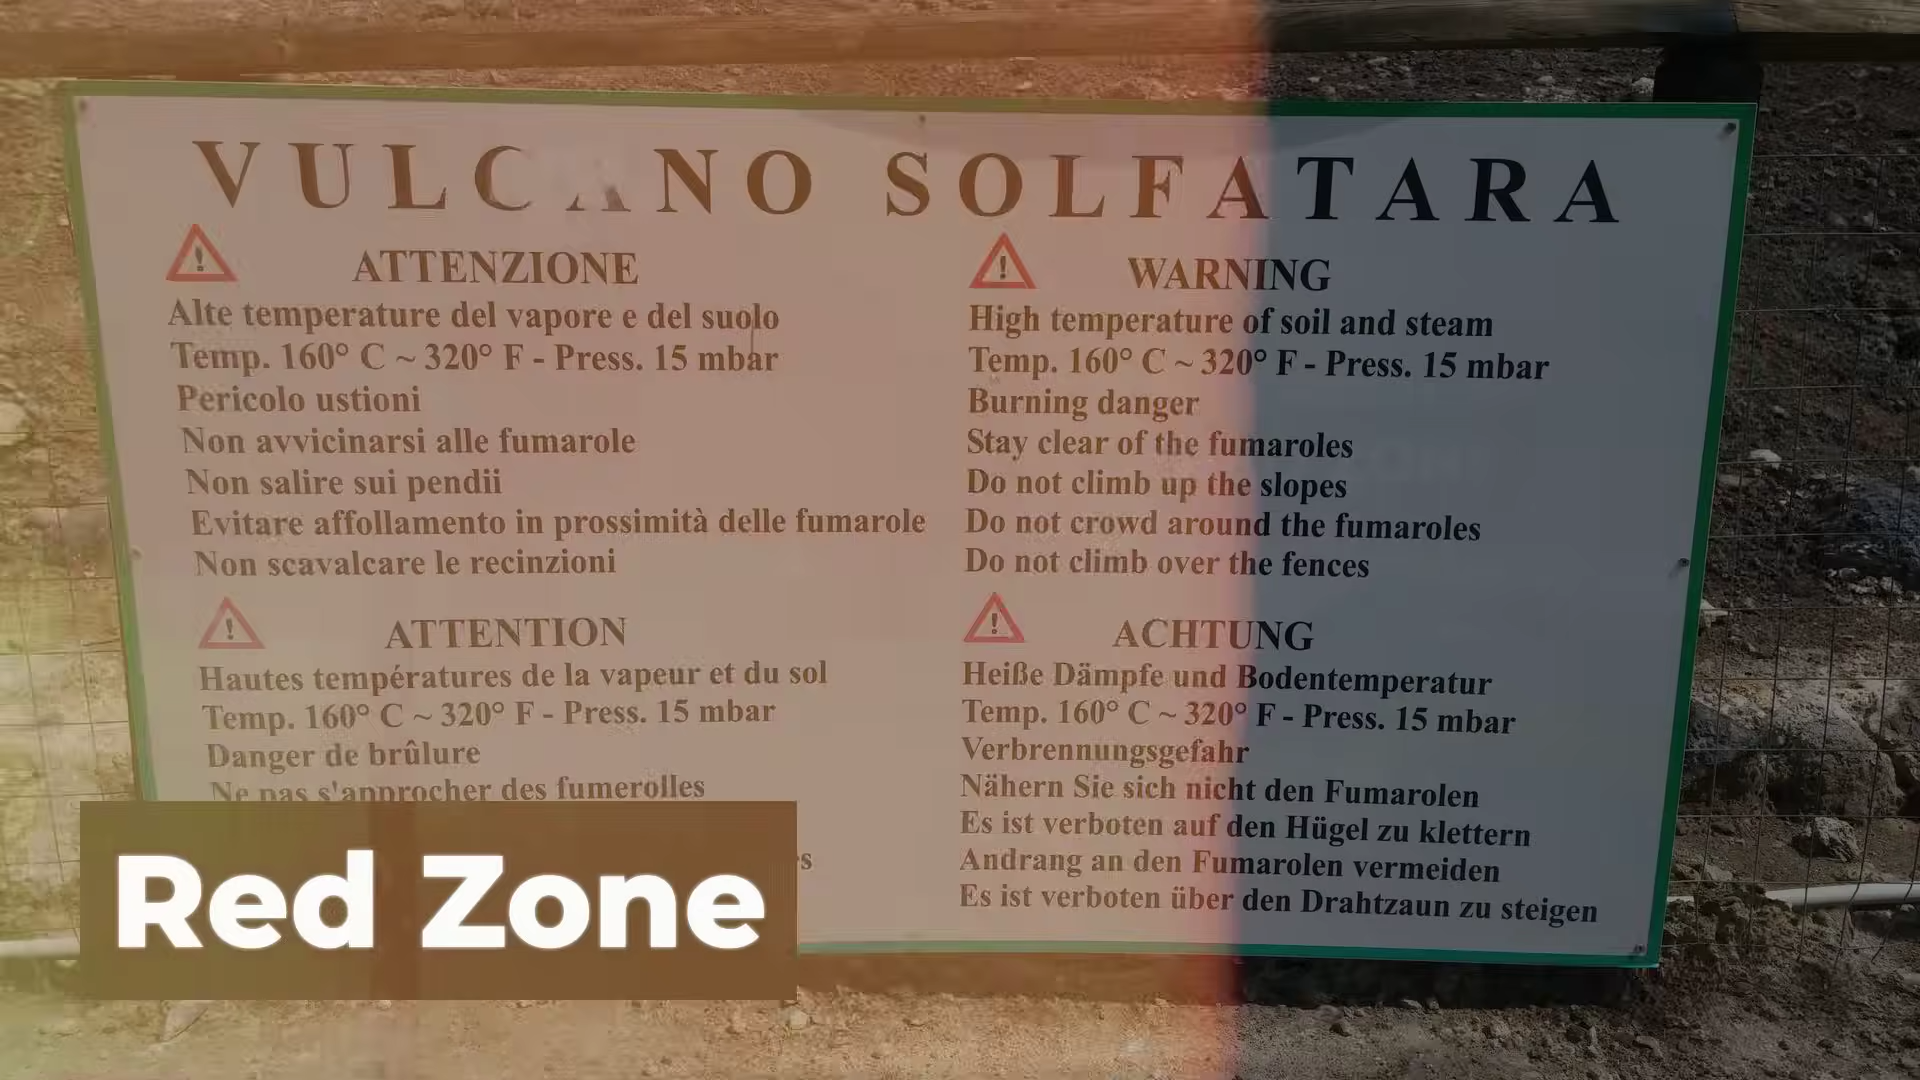 VULCANO SOLFATARA
ATTENZIONE
Alte temperature del vapore e del suolo
Temp. 160° C ~ 320° F - Press. 15 mbar
Pericolo ustioni
Non avvicinarsi alle fumarole
Non salire sui pendii
Evitare affollamento in prossimità delle fumarole
Non scavalcare le recinzioni
WARNING
High temperature of soil and steam
Temp. 160° C ~ 320° F - Press. 15 mbar
Burning danger
Stay clear of the fumaroles
Do not climb up the slopes
Do not crowd around the fumaroles
Do not climb over the fences
ATTENTION
Hautes températures de la vapeur et du sol
Temp. 160° C ~ 320° F - Press. 15 mbar
Danger de brûlure
Ne pas s'approcher des fumerolles
ACHTUNG
Heiße Dämpfe und Bodentemperatur
Temp. 160° C ~ 320° F - Press. 15 mbar
Verbrennungsgefahr
Nähern Sie sich nicht den Fumarolen
Es ist verboten auf den Hügel zu klettern
Andrang an den Fumarolen vermeiden
Es ist verboten über den Drahtzaun zu steigen
Red Zone